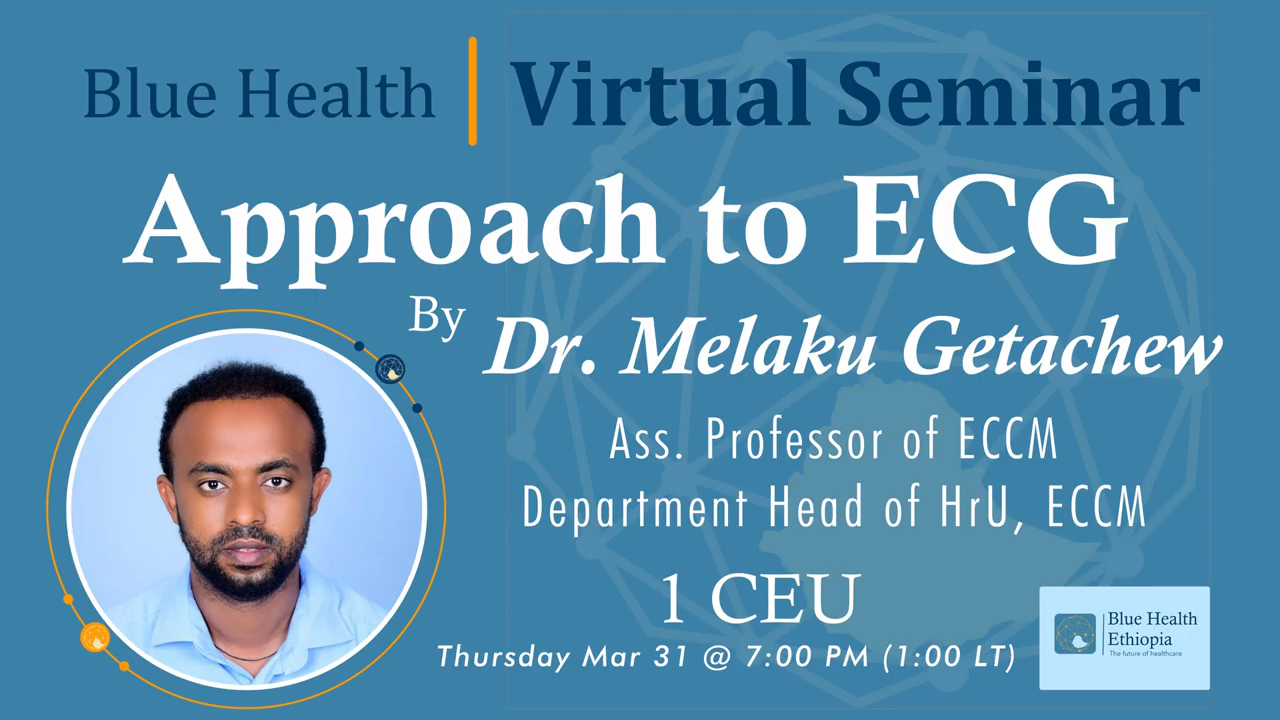 Blue Health | Virtual Seminar
Approach to ECG
By Dr. Melaku Getachew
Ass. Professor of ECCM
Department Head of HrU, ECCM
1 CEU
Thursday Mar 31 @ 7:00 PM (1:00 LT)
Blue Health
Ethiopia
The future of healthcare